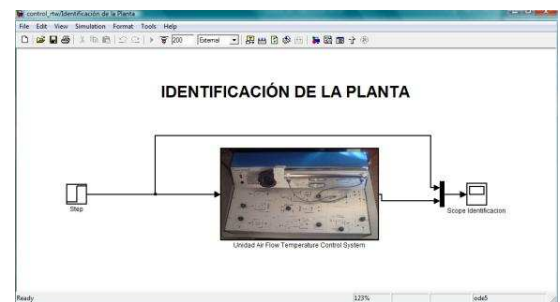 control_rtw/Identificación de la Planta
File Edit View Simulation Format Tools Help
200 External
IDENTIFICACIÓN DE LA PLANTA
Step
Unidad Air Flow Temperature Control System
Scope Identificacion
Ready 123% ode5